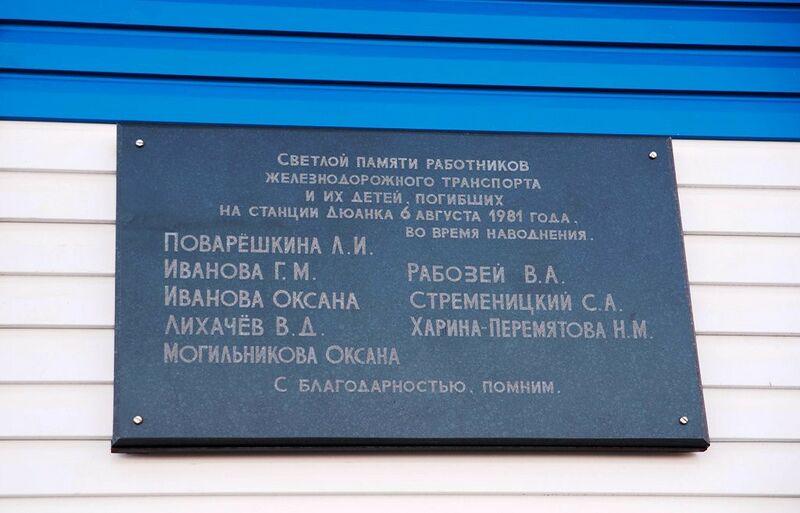 Светлой памяти работников
железнодорожного транспорта
и их детей, погибших
на станции Дюанка 6 августа 1981 года,
во время наводнения.
Поварёшкина Л.И.
Иванова Г.М.
Иванова Оксана
Лихачёв В.Д.
Могильникова Оксана
Рабозей В.А.
Стременицкий С.А.
Харина-Перемятова Н.М.
С благодарностью, помним.